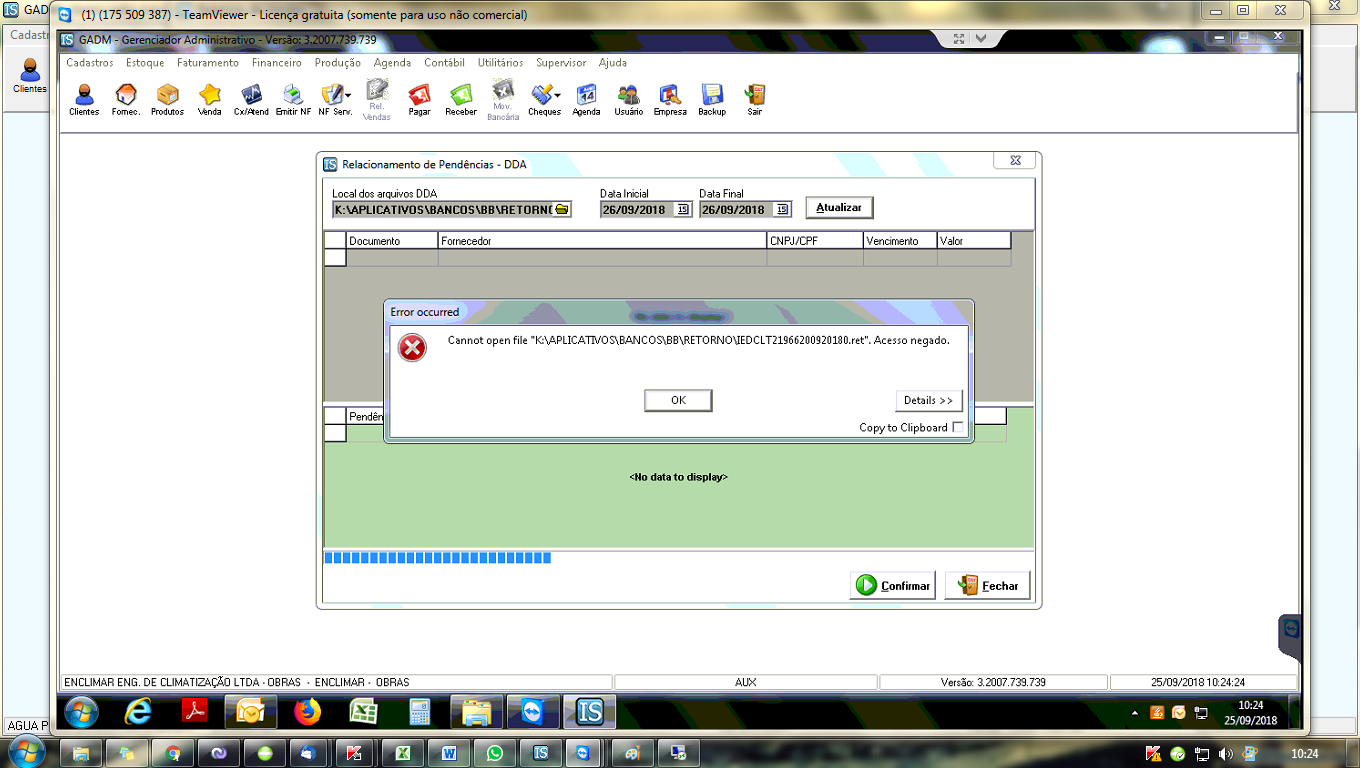 GAD
(1) (175 509 387) - TeamViewer - Licença gratuita (somente para uso não comercial)
Cadastr
Clientes
GADM - Gerenciador Administrativo - Versão: 3.2007.739.739
Cadastros Estoque Faturamento Financeiro Produção Agenda Contábil Utilitários Supervisor Ajuda
Clientes Fornec. Produtos Venda Cx/Atend Emitir NF NF Serv. Rel. Vendas Pagar Receber Mov. Bancária Cheques Agenda Usuário Empresa Backup Sair
Relacionamento de Pendências - DDA
Local dos arquivos DDA Data Inicial Data Final
K:\APLICATIVOS\BANCOS\BB\RETORNO 26/09/2018 15 26/09/2018 15 Atualizar
Documento Fornecedor CNPJ/CPF Vencimento Valor
Error occurred
Cannot open file "K:\APLICATIVOS\BANCOS\BB\RETORNO\IEDCLT21966200920180.ret". Acesso negado.
OK
Details >>
Copy to Clipboard
Pendên
<No data to display>
Confirmar Fechar
ENCLIMAR ENG. DE CLIMATIZAÇÃO LTDA - OBRAS - ENCLIMAR - OBRAS AUX Versão: 3.2007.739.739 25/09/2018 10:24:24
IS
10:24
25/09/2018
AGUA P
10:24